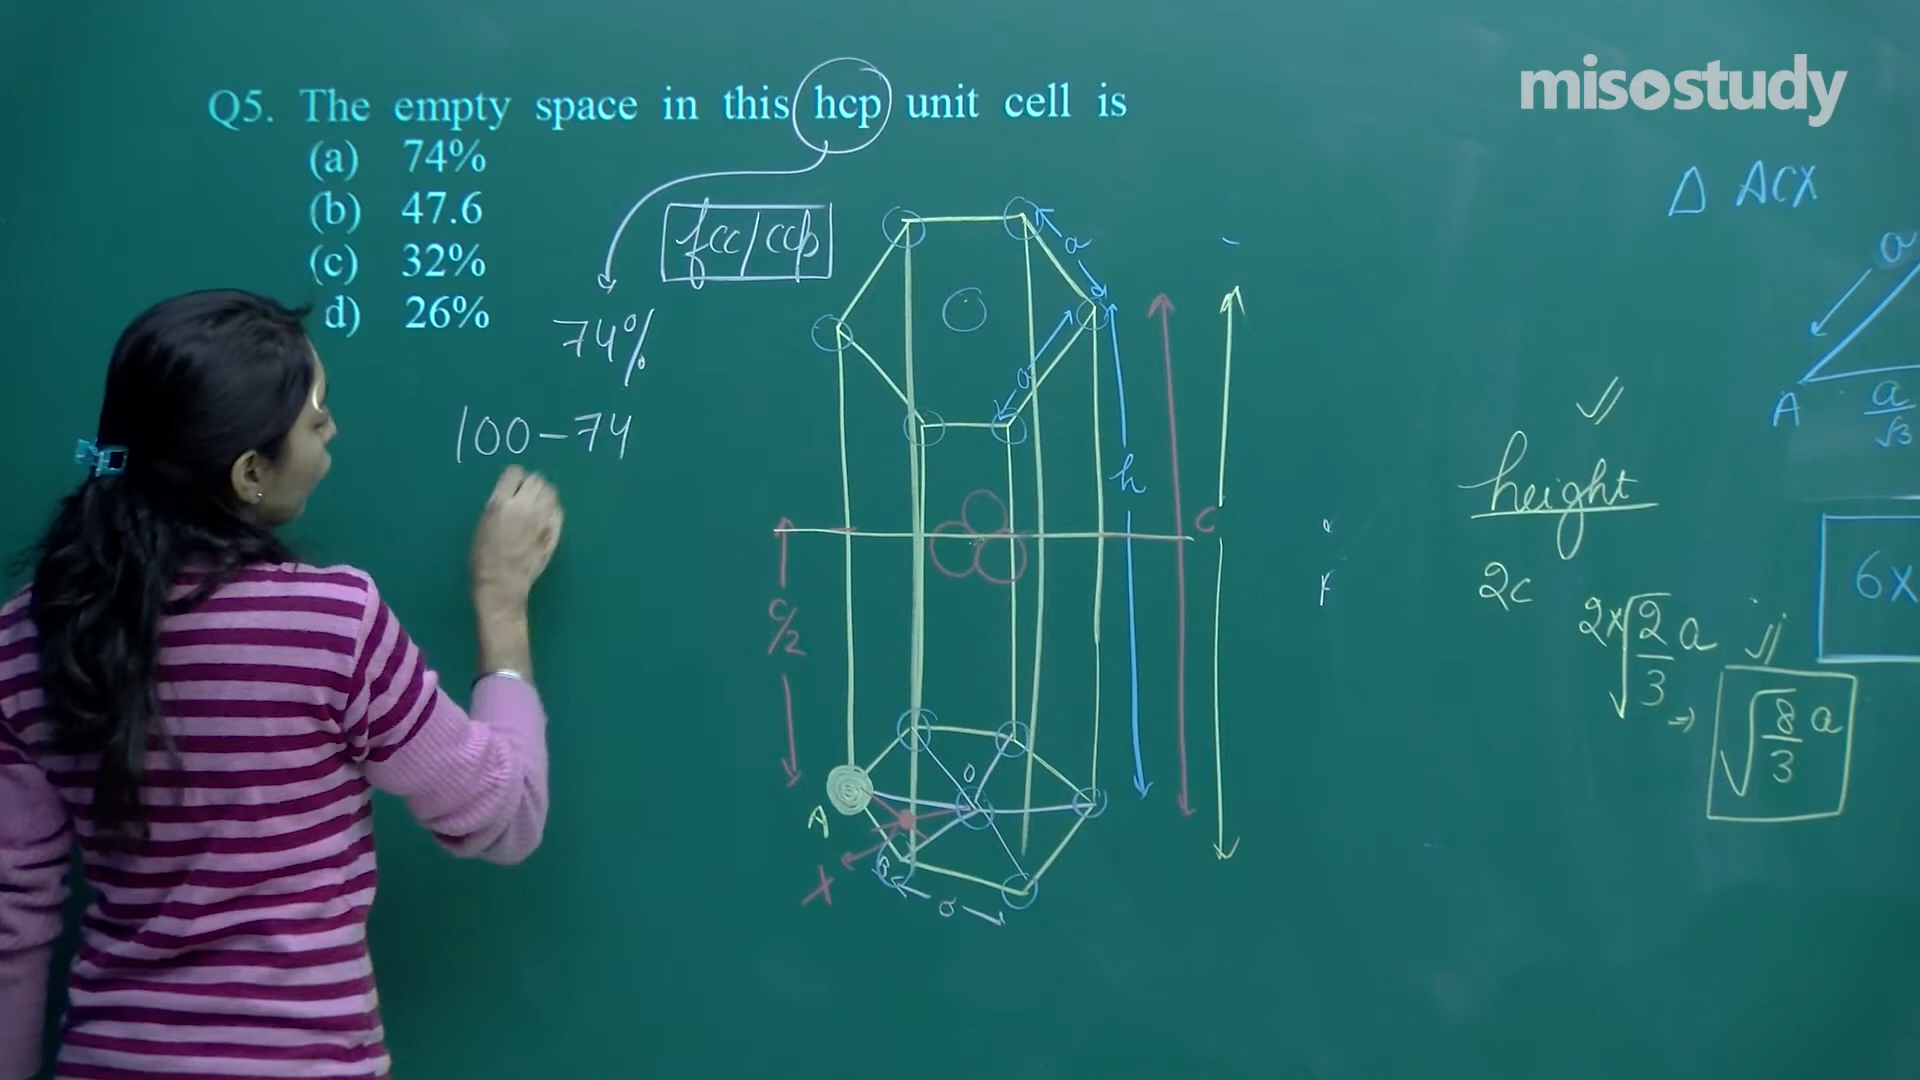 misostudy
Q5. The empty space in this hcp unit cell is
(a) 74%
(b) 47.6
(c) 32%
d) 26%
fcc/ccp
74%
100-74
a
a
h
c
c/2
A
X
B
O
a
Δ ACX
a
A
a/√3
height
2c
2×√2/3 a
√8/3 a
6×